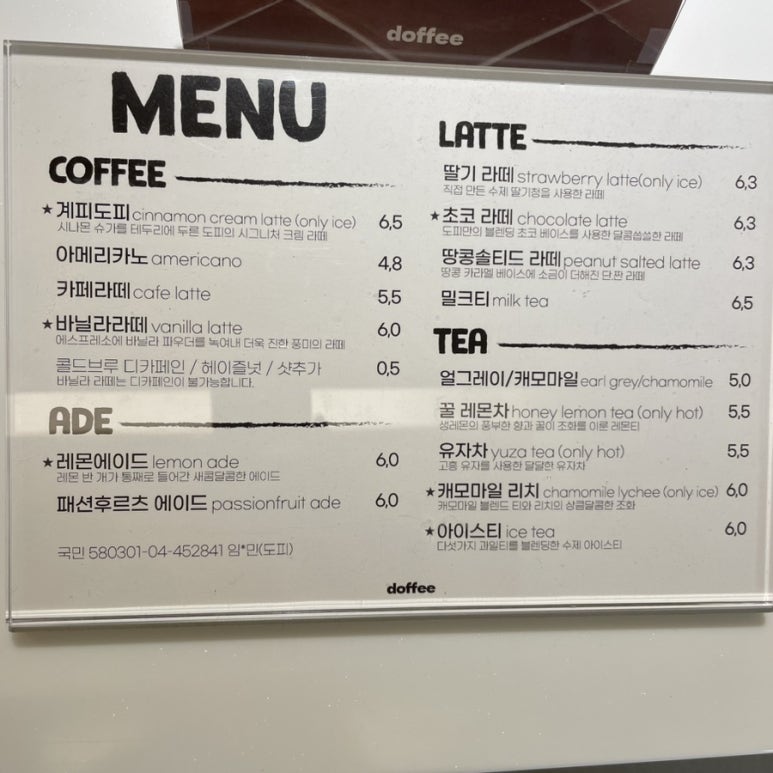 doffee
MENU
COFFEE
★계피도피 cinnamon cream latte (only ice) 6,5
시나몬 슈가를 테두리에 두른 도피의 시그니처 크림 라떼
아메리카노 americano 4,8
카페라떼 cafe latte 5,5
★바닐라라떼 vanilla latte 6,0
에스프레소에 바닐라 파우더를 녹여내 더욱 진한 풍미의 라떼
콜드브루 디카페인 / 헤이즐넛 / 샷추가 0,5
바닐라 라떼는 디카페인이 불가능합니다.
ADE
★레몬에이드 lemon ade 6,0
레몬 반 개가 통째로 들어간 새콤달콤한 에이드
패션후르츠 에이드 passionfruit ade 6,0
국민 580301-04-452841 임*민(도피)
LATTE
딸기 라떼 strawberry latte(only ice) 6,3
직접 만든 수제 딸기청을 사용한 라떼
★초코 라떼 chocolate latte 6,3
도피만의 블렌딩 초코 베이스를 사용한 달콤쌉쌀한 라떼
땅콩솔티드 라떼 peanut salted latte 6,3
땅콩 카라멜 베이스에 소금이 더해진 단.짠 라떼
밀크티 milk tea 6,5
TEA
얼그레이/캐모마일 earl grey/chamomile 5,0
꿀 레몬차 honey lemon tea (only hot) 5,5
생레몬의 풍부한 향과 꿀이 조화를 이룬 레몬티
유자차 yuza tea (only hot) 5,5
고흥 유자를 사용한 달달한 유자차
★캐모마일 리치 chamomile lychee (only ice) 6,0
캐모마일 블렌드 티와 리치의 상큼달콤한 조화
★아이스티 ice tea 6,0
다섯가지 과일티를 블렌딩한 수제 아이스티
doffee